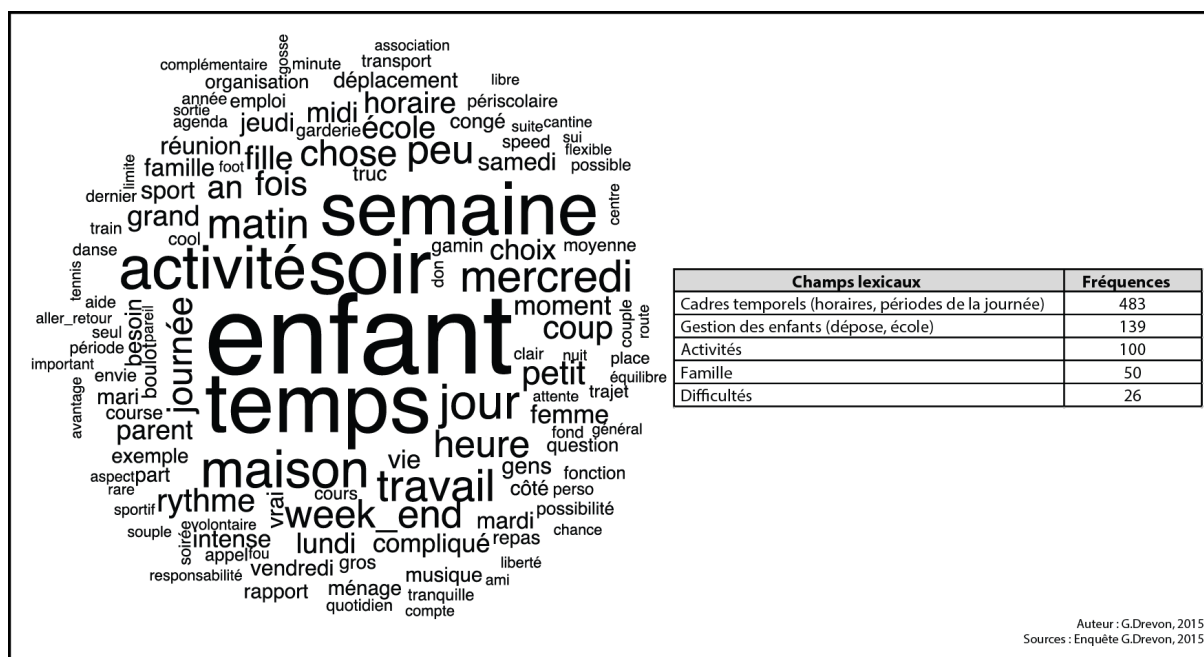 association
complémentaire gosse minute transport
organisation déplacement libre
année emploi midi horaire périscolaire
sortie
agenda jeudi garderie école congé suite cantine
réunion fille chose peu speed sui flexible
limite famille foot truc samedi possible
dernier sport an fois semaine centre
train grand matin
danse cool gamin choix moyenne
tennis activité soir don mercredi
aide enfant moment couple route
aller_retour besoin pareil journée coup
seul
période clair nuit place
important envie boulot temps petit équilibre
avantage mari jour attente trajet
course femme
parent heure fond général
exemple maison vie question
aspect part gens fonction
rare travail côté perso
sportif rythme vrai cours week_end possibilité
souple volontaire mardi chance
soirée intense lundi compliqué repas
appel fou liberté
responsabilité vendredi gros musique ami
rapport ménage tranquille
quotidien compte
Champs lexicaux Fréquences
Cadres temporels (horaires, périodes de la journée) 483
Gestion des enfants (dépose, école) 139
Activités 100
Famille 50
Difficultés 26
Auteur : G.Drevon, 2015
Sources : Enquête G.Drevon, 2015